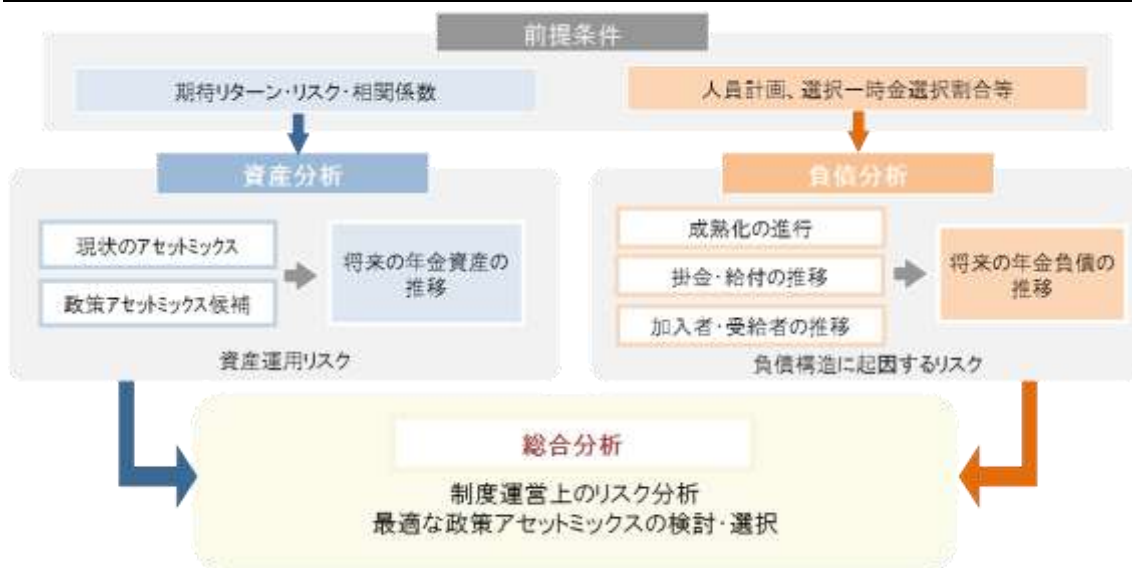 前提条件
期待リターン・リスク・相関係数
人員計画、選択一時金選択割合等
資産分析
現状のアセットミックス
政策アセットミックス候補
将来の年金資産の
推移
資産運用リスク
負債分析
成熟化の進行
掛金・給付の推移
加入者・受給者の推移
将来の年金負債の
推移
負債構造に起因するリスク
総合分析
制度運営上のリスク分析
最適な政策アセットミックスの検討・選択